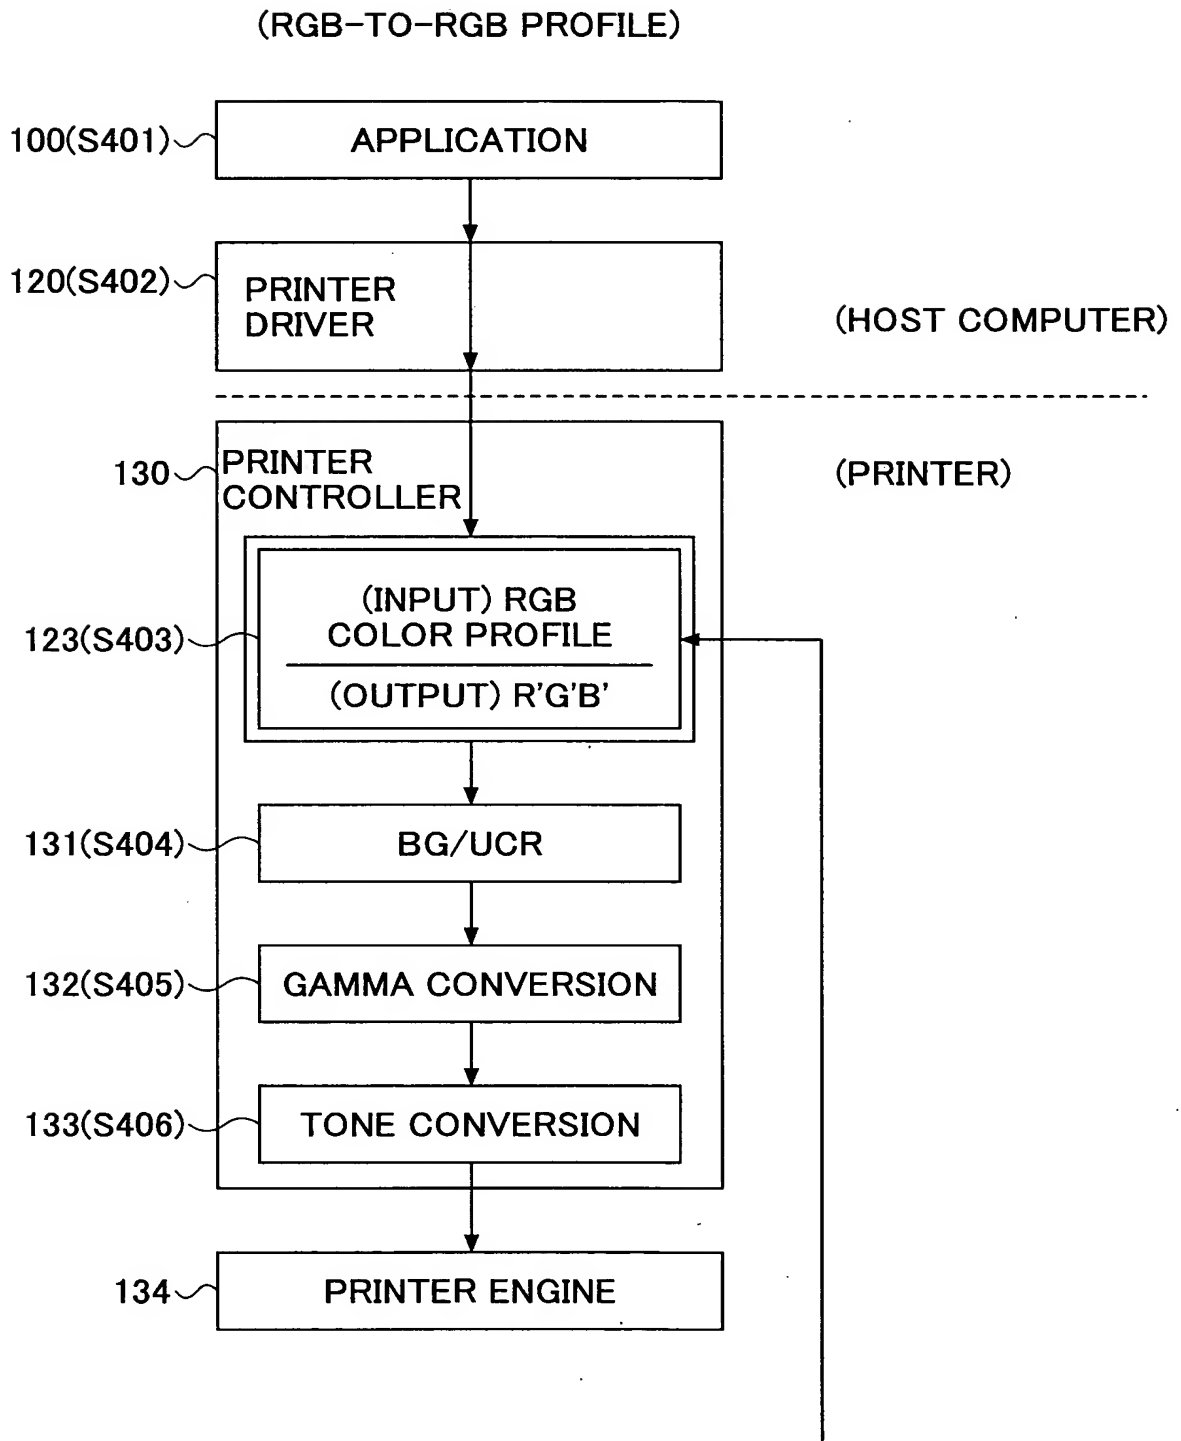 (RGB-TO-RGB PROFILE)
100(S401)
APPLICATION
120(S402)
PRINTER
DRIVER
(HOST COMPUTER)
130
PRINTER
CONTROLLER
(PRINTER)
123(S403)
(INPUT) RGB
COLOR PROFILE
(OUTPUT) R'G'B'
131(S404)
BG/UCR
132(S405)
GAMMA CONVERSION
133(S406)
TONE CONVERSION
134
PRINTER ENGINE